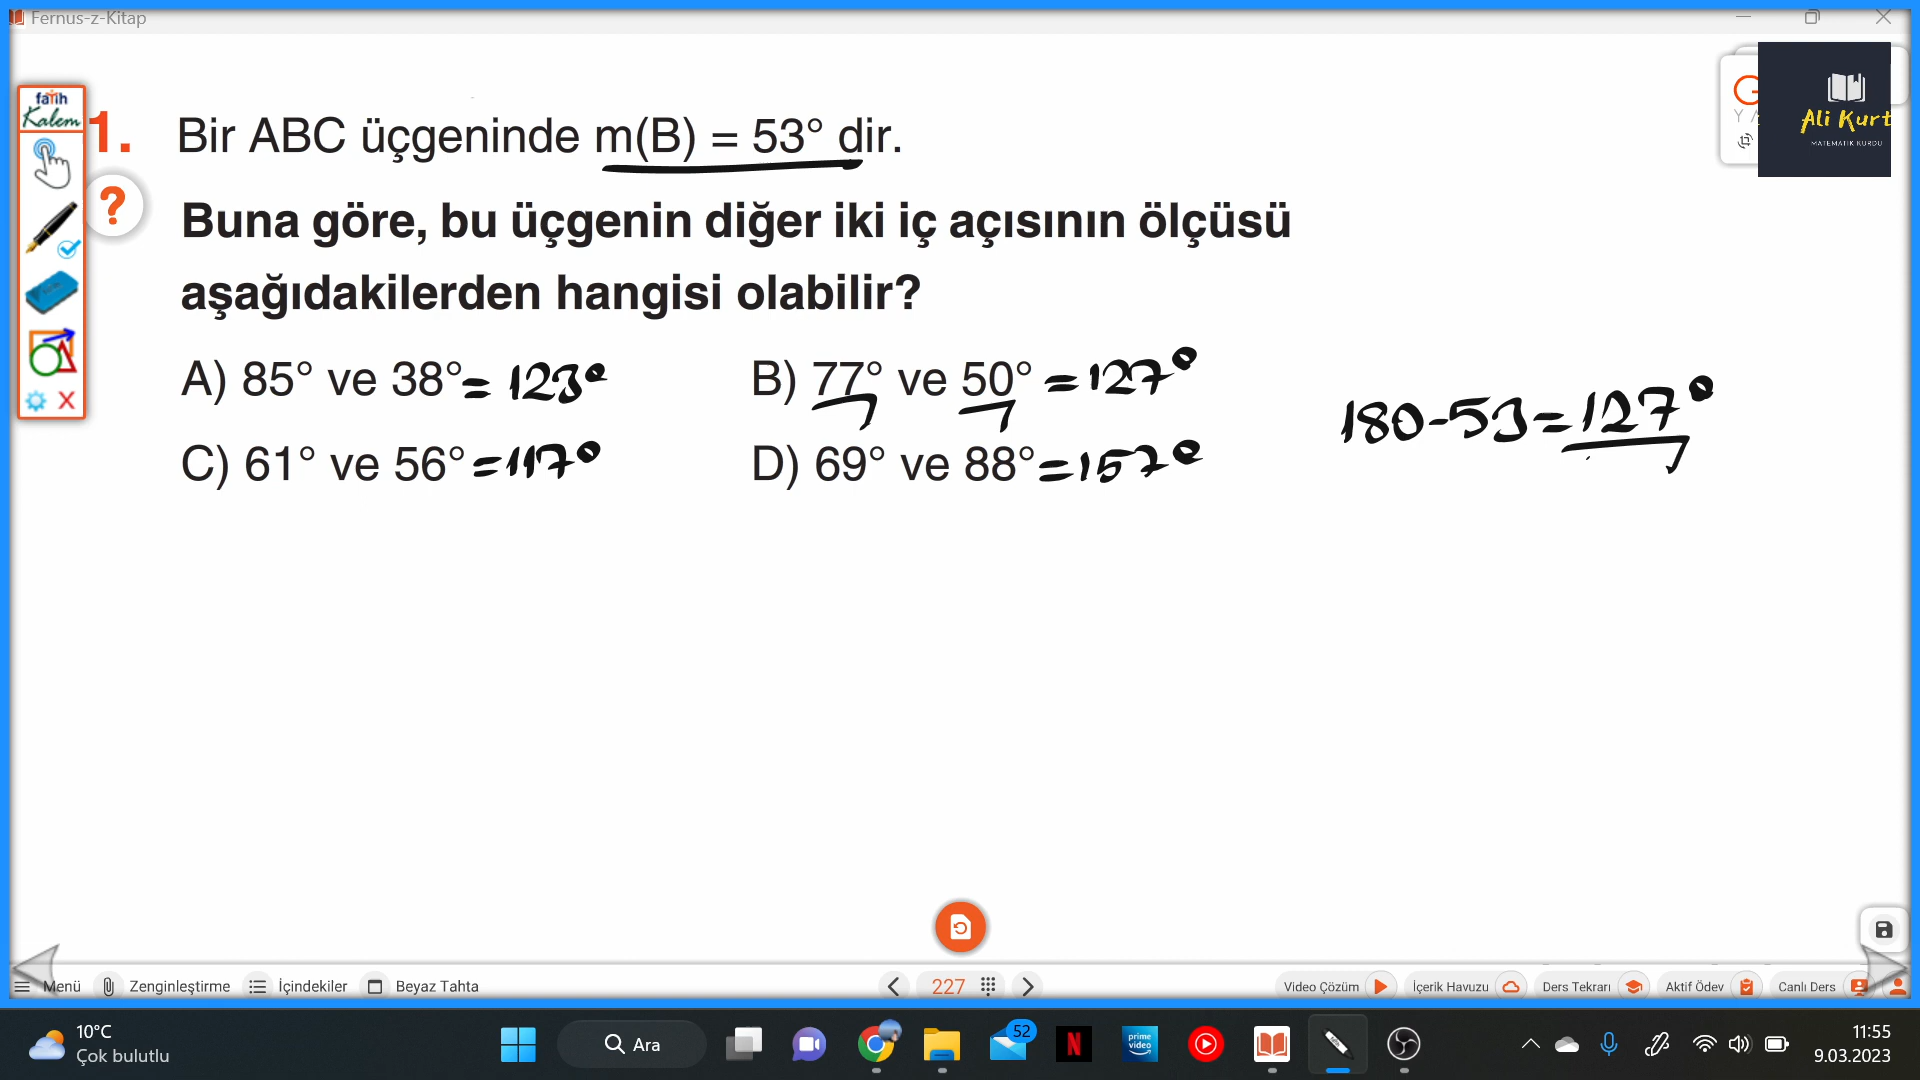 Fernus-z-Kitap
fatih
Kalem
1. Bir ABC üçgeninde m(B) = 53° dir.
?
Buna göre, bu üçgenin diğer iki iç açısının ölçüsü
aşağıdakilerden hangisi olabilir?
A) 85° ve 38° = 123°
B) 77° ve 50° = 127°
C) 61° ve 56° = 117°
D) 69° ve 88° = 157°
180-53=127°
Ali Kurt
MATEMATİK KURDU
Menü Zenginleştirme İçindekiler Beyaz Tahta 227 Video Çözüm İçerik Havuzu Ders Tekrarı Aktif Ödev Canlı Ders
10°C
Çok bulutlu
Ara
52
N
prime
video
11:55
9.03.2023